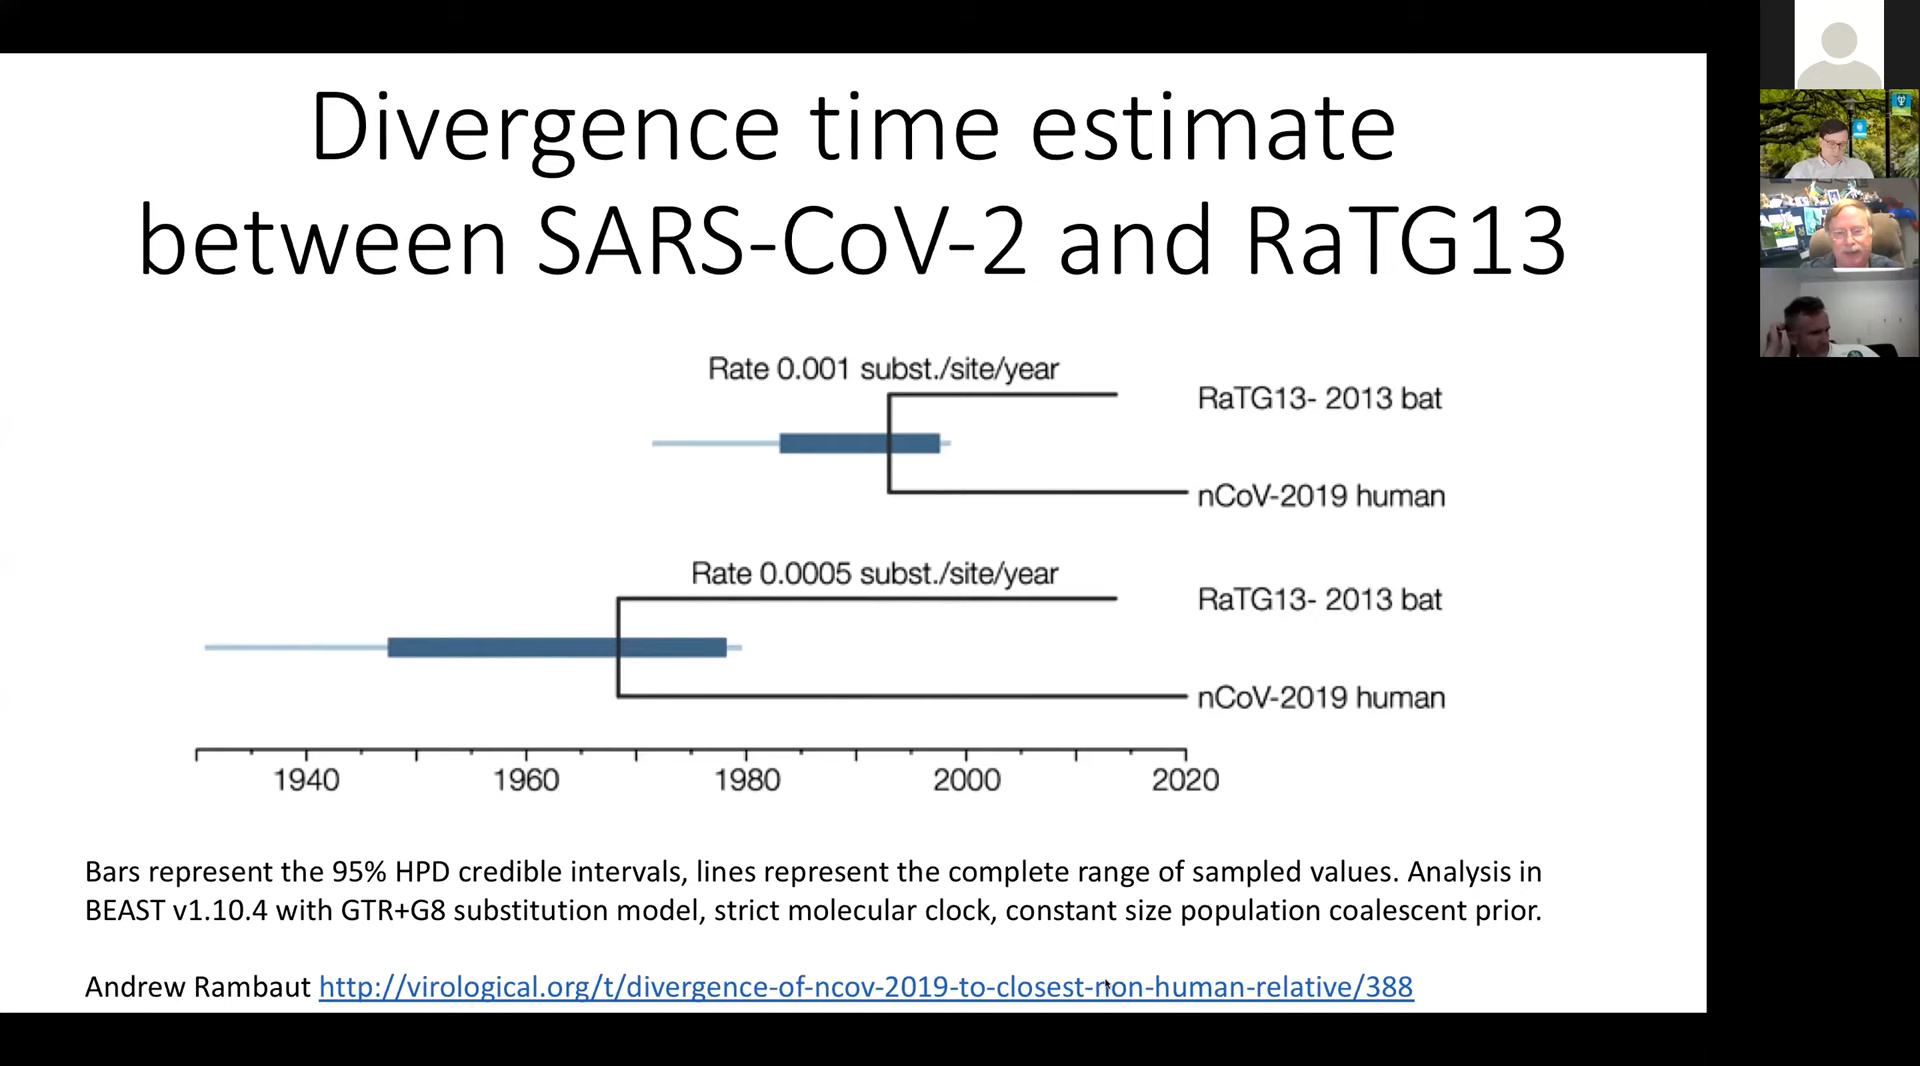 Divergence time estimate
between SARS-CoV-2 and RaTG13
Rate 0.001 subst./site/year
RaTG13- 2013 bat
nCoV-2019 human
Rate 0.0005 subst./site/year
RaTG13- 2013 bat
nCoV-2019 human
1940 1960 1980 2000 2020
Bars represent the 95% HPD credible intervals, lines represent the complete range of sampled values. Analysis in
BEAST v1.10.4 with GTR+G8 substitution model, strict molecular clock, constant size population coalescent prior.
Andrew Rambaut http://virological.org/t/divergence-of-ncov-2019-to-closest-non-human-relative/388